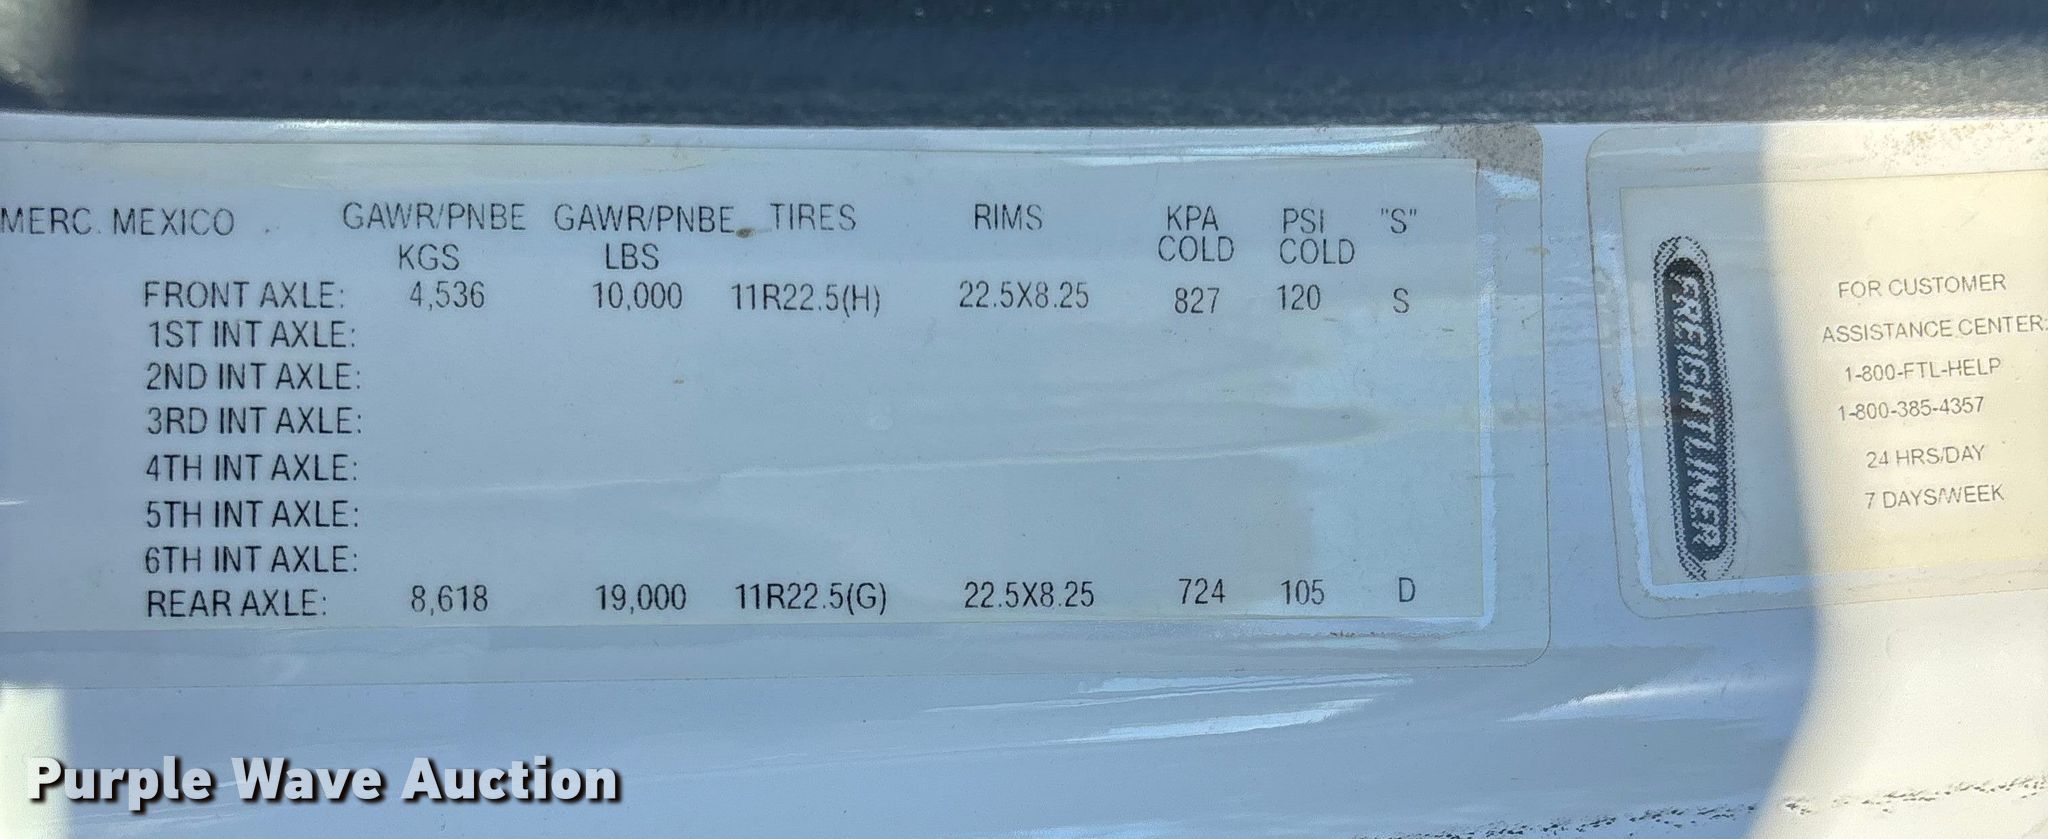 MERC. MEXICO GAWR/PNBE GAWR/PNBE TIRES RIMS KPA PSI "S"
KGS LBS COLD COLD
FRONT AXLE: 4,536 10,000 11R22.5(H) 22.5X8.25 827 120 S
1ST INT AXLE:
2ND INT AXLE:
3RD INT AXLE:
4TH INT AXLE:
5TH INT AXLE:
6TH INT AXLE:
REAR AXLE: 8,618 19,000 11R22.5(G) 22.5X8.25 724 105 D
FREIGHTLINER
FOR CUSTOMER
ASSISTANCE CENTER:
1-800-FTL-HELP
1-800-385-4357
24 HRS/DAY
7 DAYS/WEEK
Purple Wave Auction